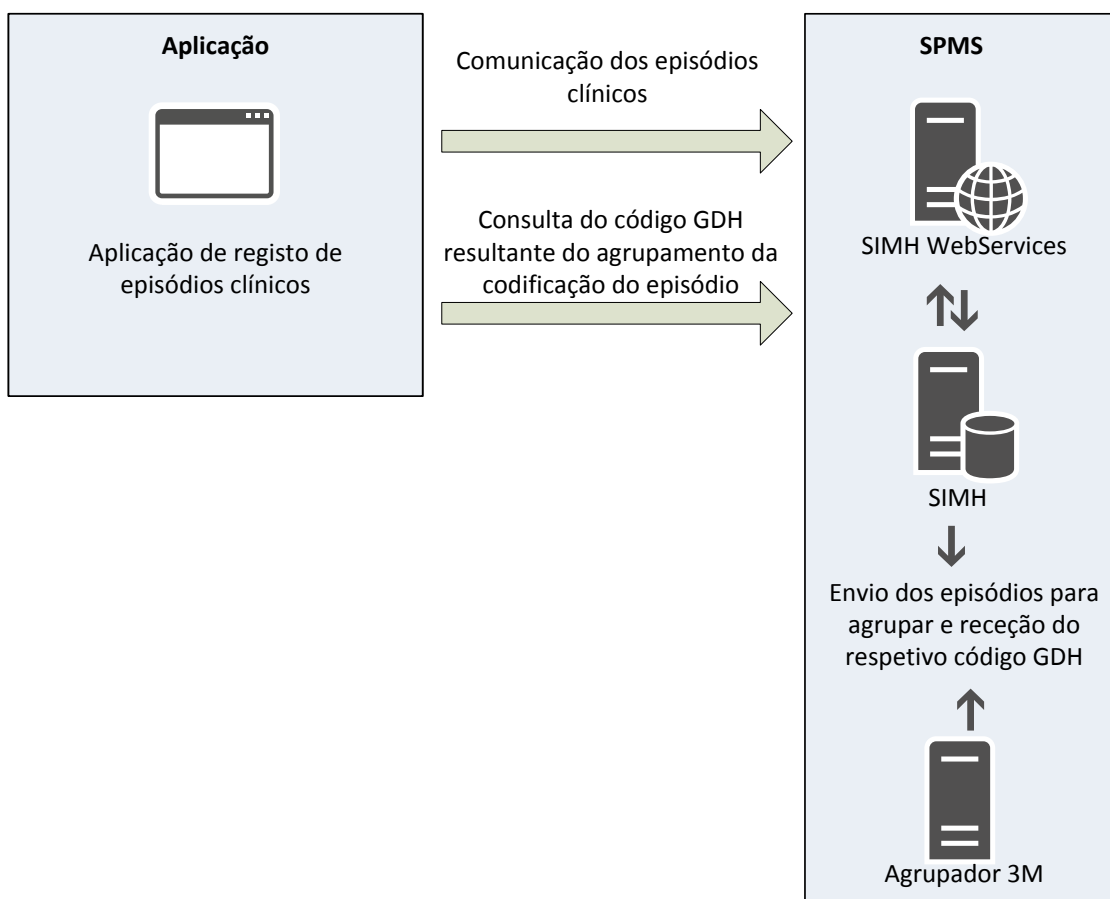 Aplicação
Aplicação de registo de
episódios clínicos
Comunicação dos episódios
clínicos
Consulta do código GDH
resultante do agrupamento da
codificação do episódio
SPMS
SIMH WebServices
SIMH
Envio dos episódios para
agrupar e receção do
respetivo código GDH
Agrupador 3M